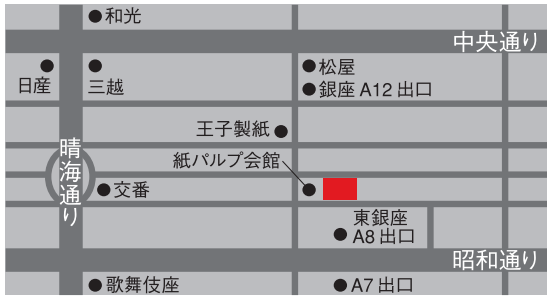 和光
中央通り
日産
三越
松屋
銀座 A12 出口
王子製紙
晴海通り
紙パルプ会館
交番
東銀座
A8 出口
昭和通り
歌舞伎座
A7 出口